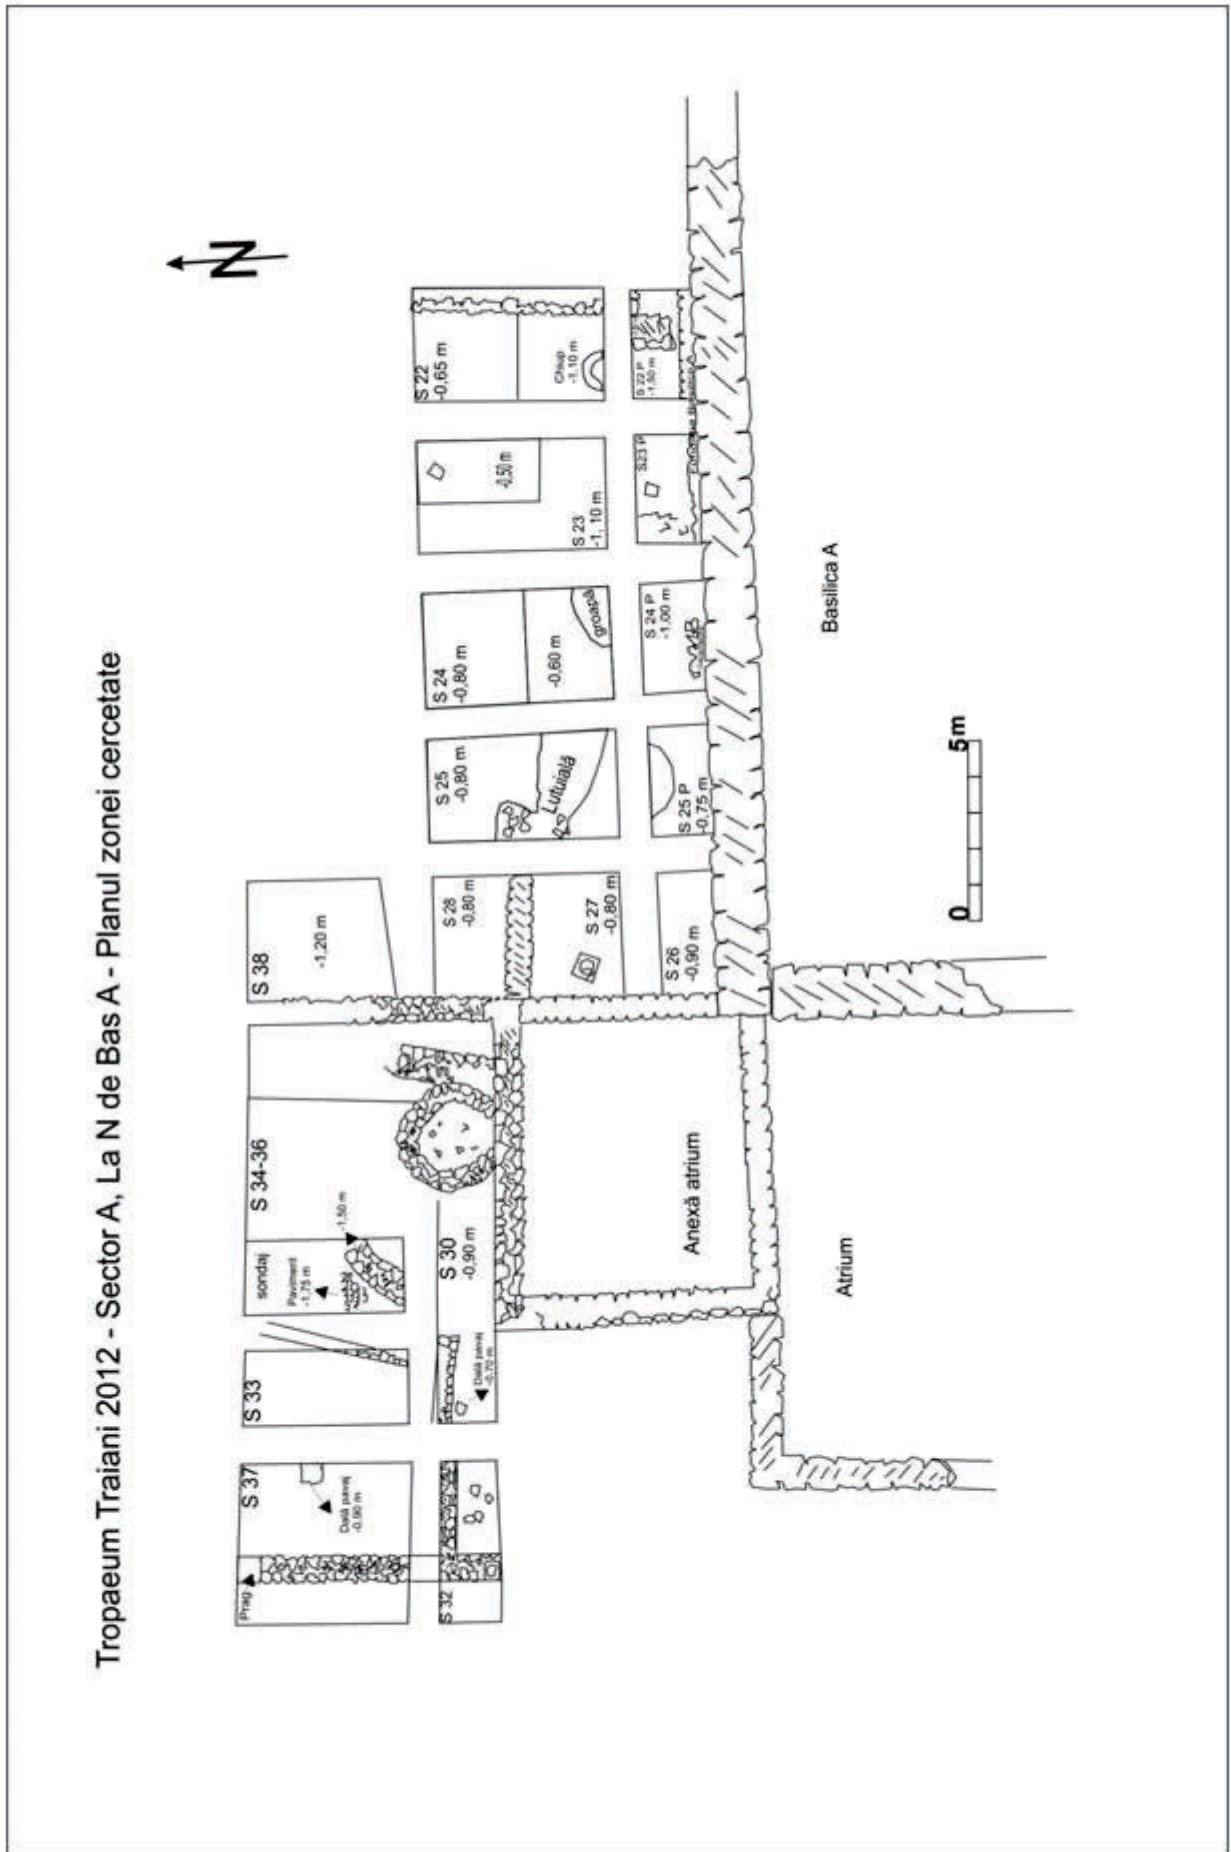 Tropaeum Traiani 2012 - Sector A, La N de Bas A - Planul zonei cercetate
N
S 37
Prag
Dală pavaj
-0.90 m
S 33
sondaj
Paviment
-1,75 m
-1,50 m
S 34-36
S 38
-1,20 m
S 32
Dală pavaj
-0,70 m
S 30
-0,90 m
S 28
-0,80 m
S 27
-0.80 m
S 26
-0,90 m
S 25
-0,80 m
Lutuială
S 25 P
-0.75 m
S 24
-0,80 m
-0,60 m
groapă
S 24 P
-1,00 m
S 23
-1, 10 m
-0,50 m
S23 P
S 22
-0,65 m
Chiup
-1,10 m
S 22 P
-1,50 m
Anexă atrium
Atrium
Basilica A
0
5m